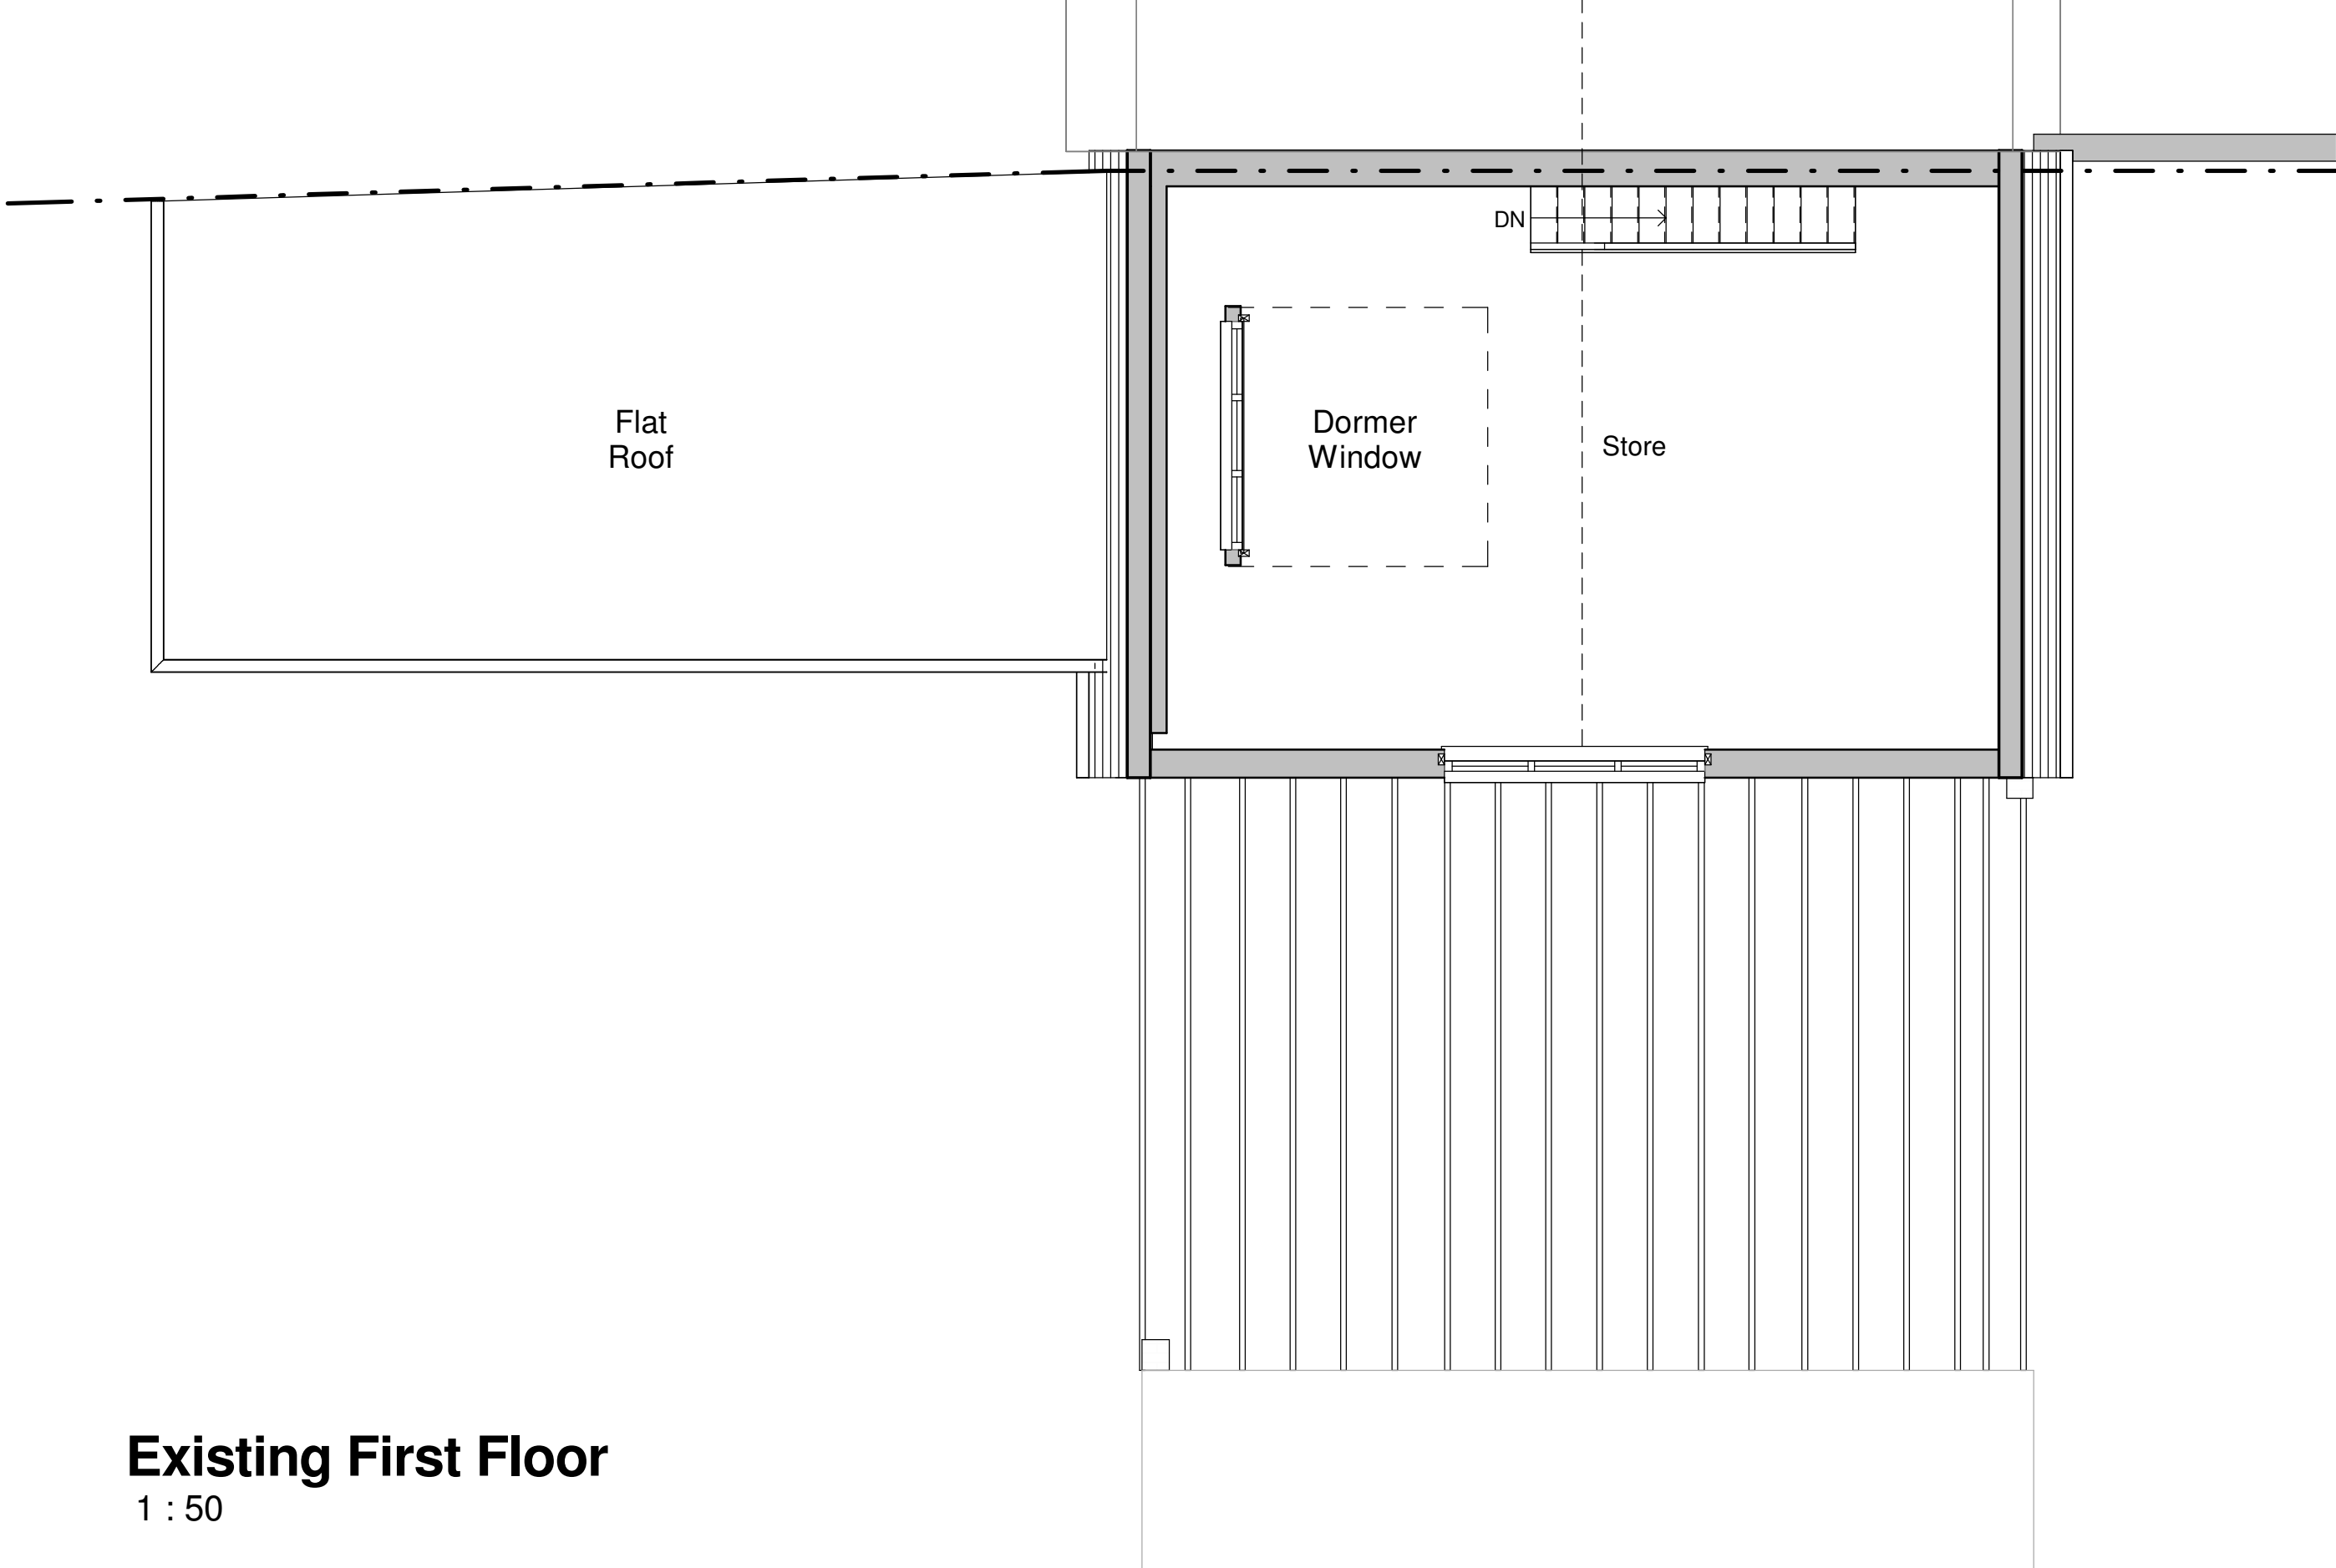 DN
Flat
Roof
Dormer
Window
Store
Existing First Floor
1 : 50